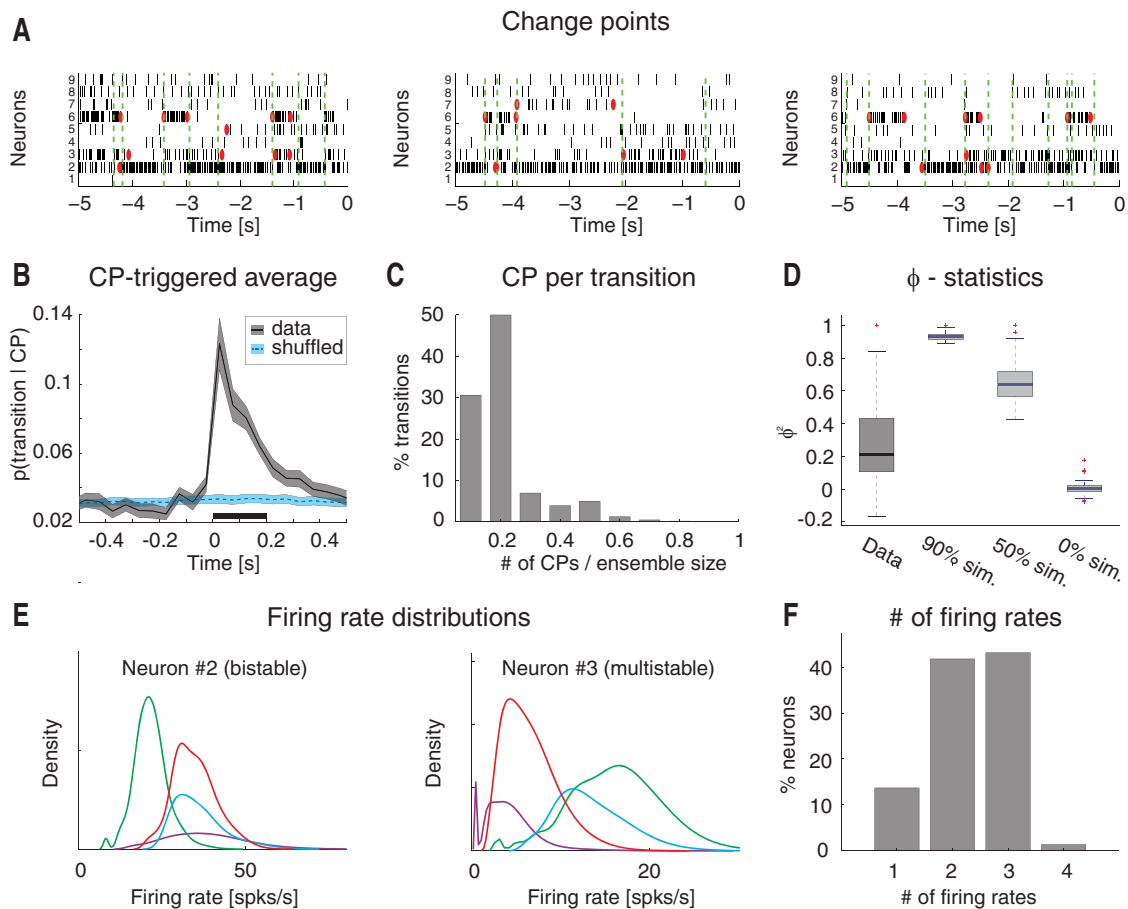 A
Change points
Neurons
9
8
7
6
5
4
3
2
1
−5 −4 −3 −2 −1 0
Time [s]
Neurons
9
8
7
6
5
4
3
2
1
−5 −4 −3 −2 −1 0
Time [s]
Neurons
9
8
7
6
5
4
3
2
1
−5 −4 −3 −2 −1 0
Time [s]
B CP-triggered average
p(transition | CP)
0.14
0.1
0.06
0.02
data
shuffled
-0.4 -0.2 0 0.2 0.4
Time [s]
C CP per transition
% transitions
50
40
30
20
10
0
0.2 0.4 0.6 0.8 1
# of CPs / ensemble size
D ϕ - statistics
ϕ²
1
0.8
0.6
0.4
0.2
0
-0.2
Data 90% sim. 50% sim. 0% sim.
E Firing rate distributions
Neuron #2 (bistable)
Density
0 50
Firing rate [spks/s]
Neuron #3 (multistable)
Density
0 20
Firing rate [spks/s]
F # of firing rates
% neurons
40
30
20
10
0
1 2 3 4
# of firing rates